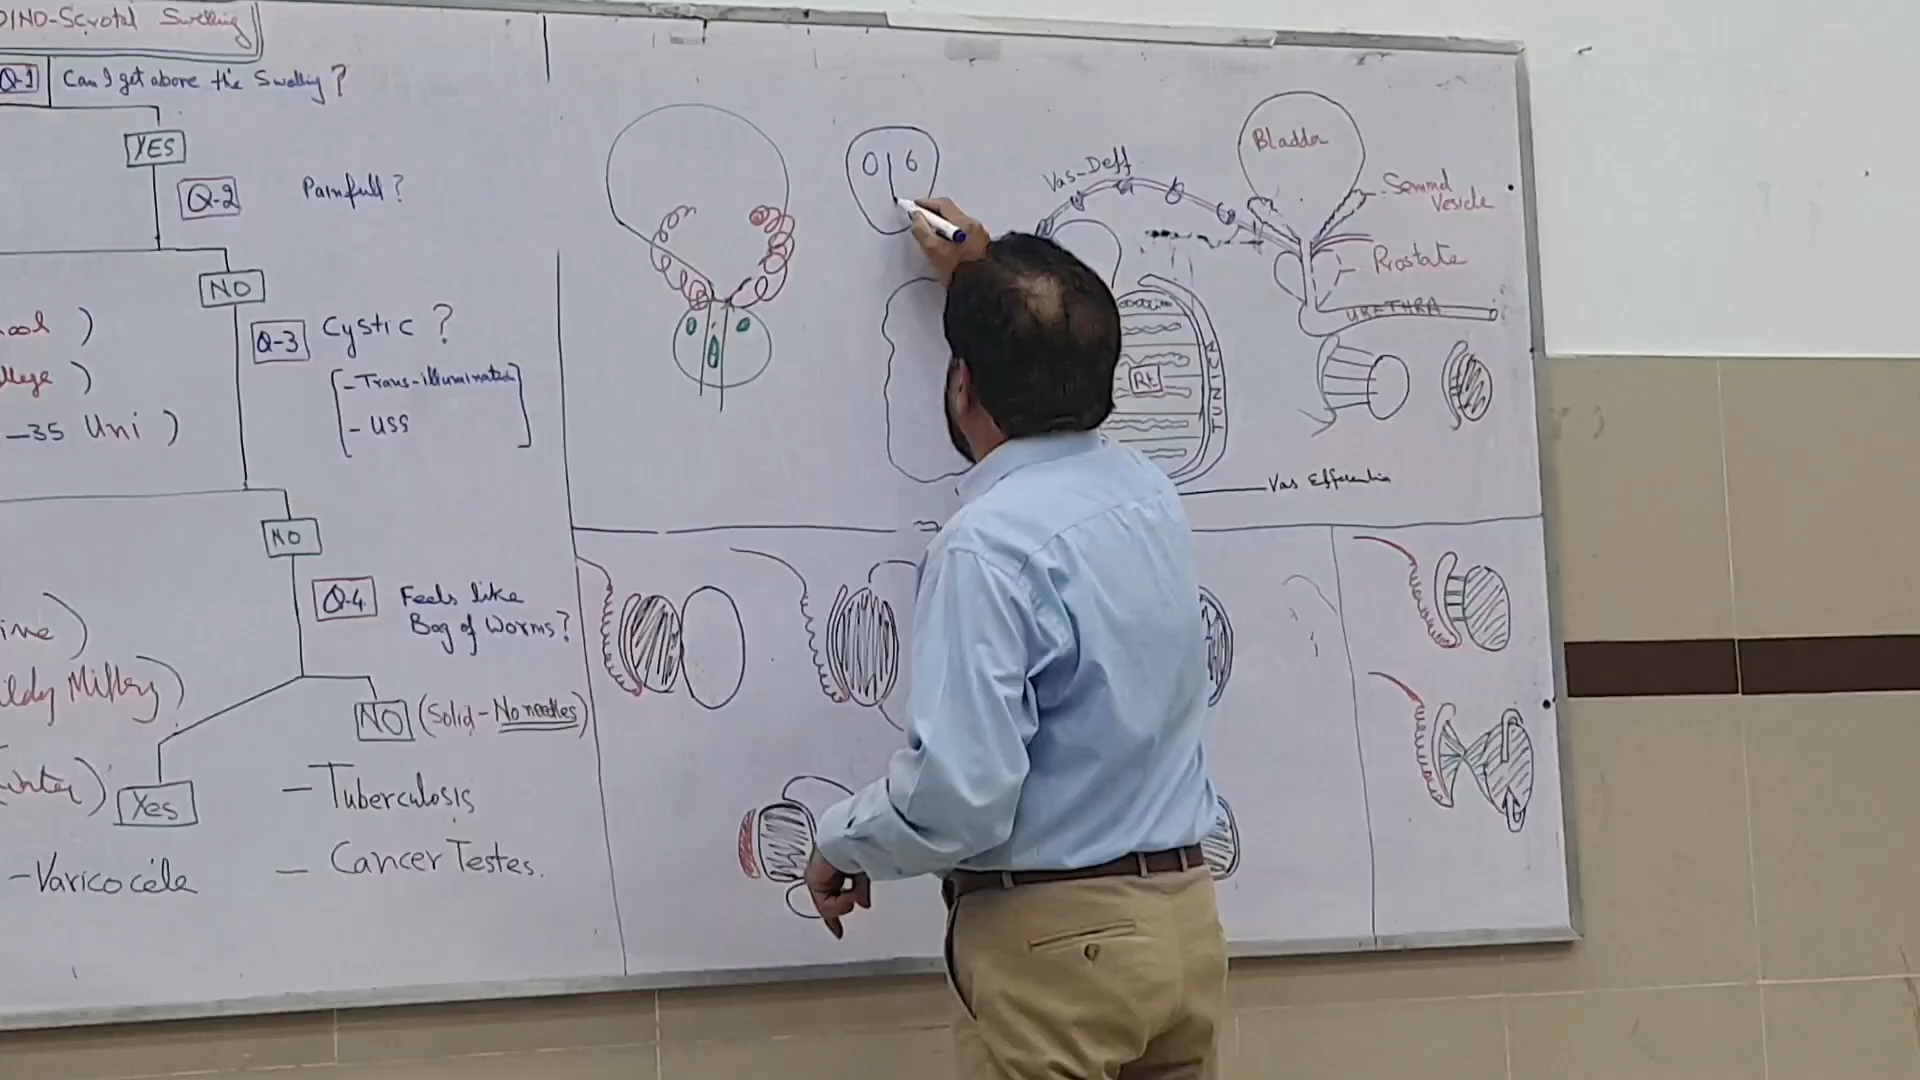 Scrotal Swelling
Q-1 Can I get above the Swelling?
YES
Q-2 Painfull?
NO
Q-3 Cystic?
- Trans-illuminated
- USS
-35 Uni )
NO
Q-4 Feels like
Bag of Worms?
NO (Solid - No needles)
Yes
- Tuberculosis
- Varicocele
- Cancer Testes.
Vas-Deff
Bladder
Seminal
Vesicle
Prostate
URETHRA
Rt
TUNICA
Vas Efferentia